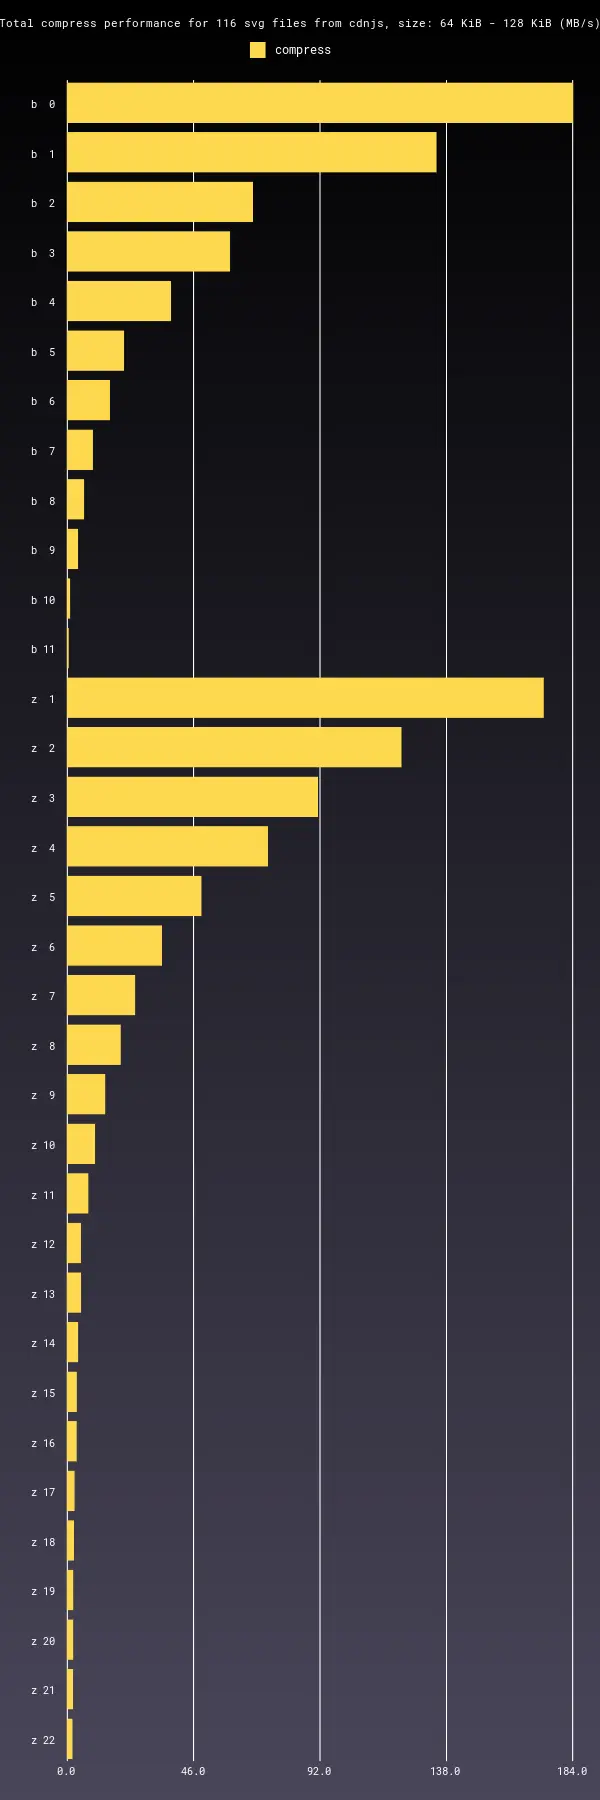 Total compress performance for 116 svg files from cdnjs, size: 64 KiB - 128 KiB (MB/s)
compress
b 0
b 1
b 2
b 3
b 4
b 5
b 6
b 7
b 8
b 9
b 10
b 11
z 1
z 2
z 3
z 4
z 5
z 6
z 7
z 8
z 9
z 10
z 11
z 12
z 13
z 14
z 15
z 16
z 17
z 18
z 19
z 20
z 21
z 22
0.0 46.0 92.0 138.0 184.0